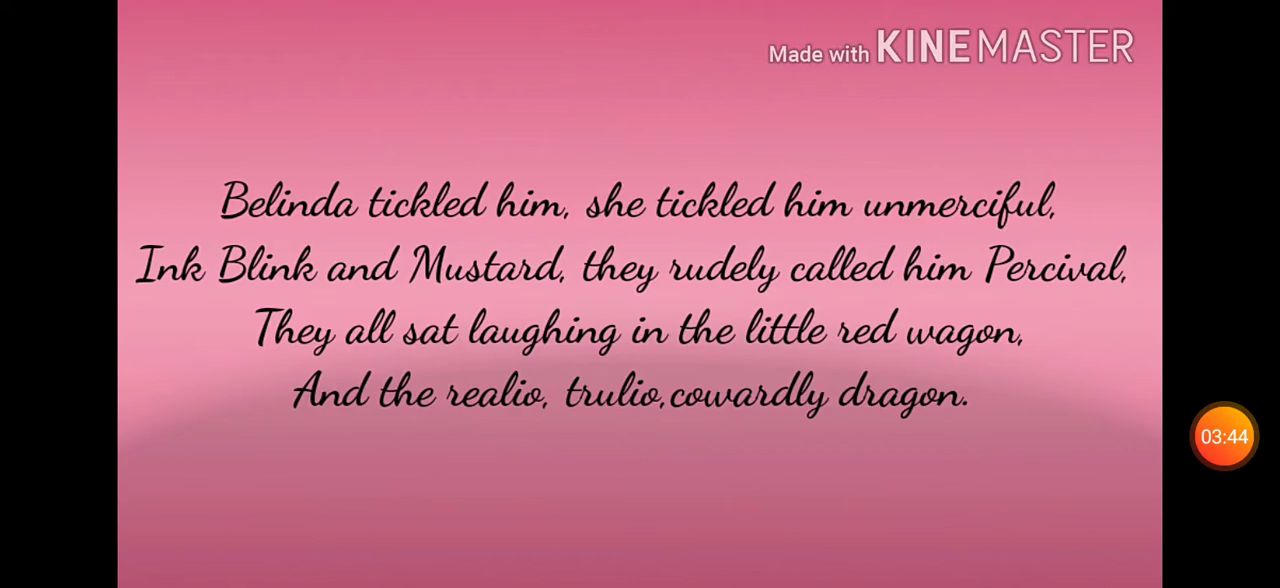 Made with KINEMASTER
Belinda tickled him, she tickled him unmerciful,
Ink Blink and Mustard, they rudely called him Percival,
They all sat laughing in the little red wagon,
And the realio, trulio,cowardly dragon.
03:44